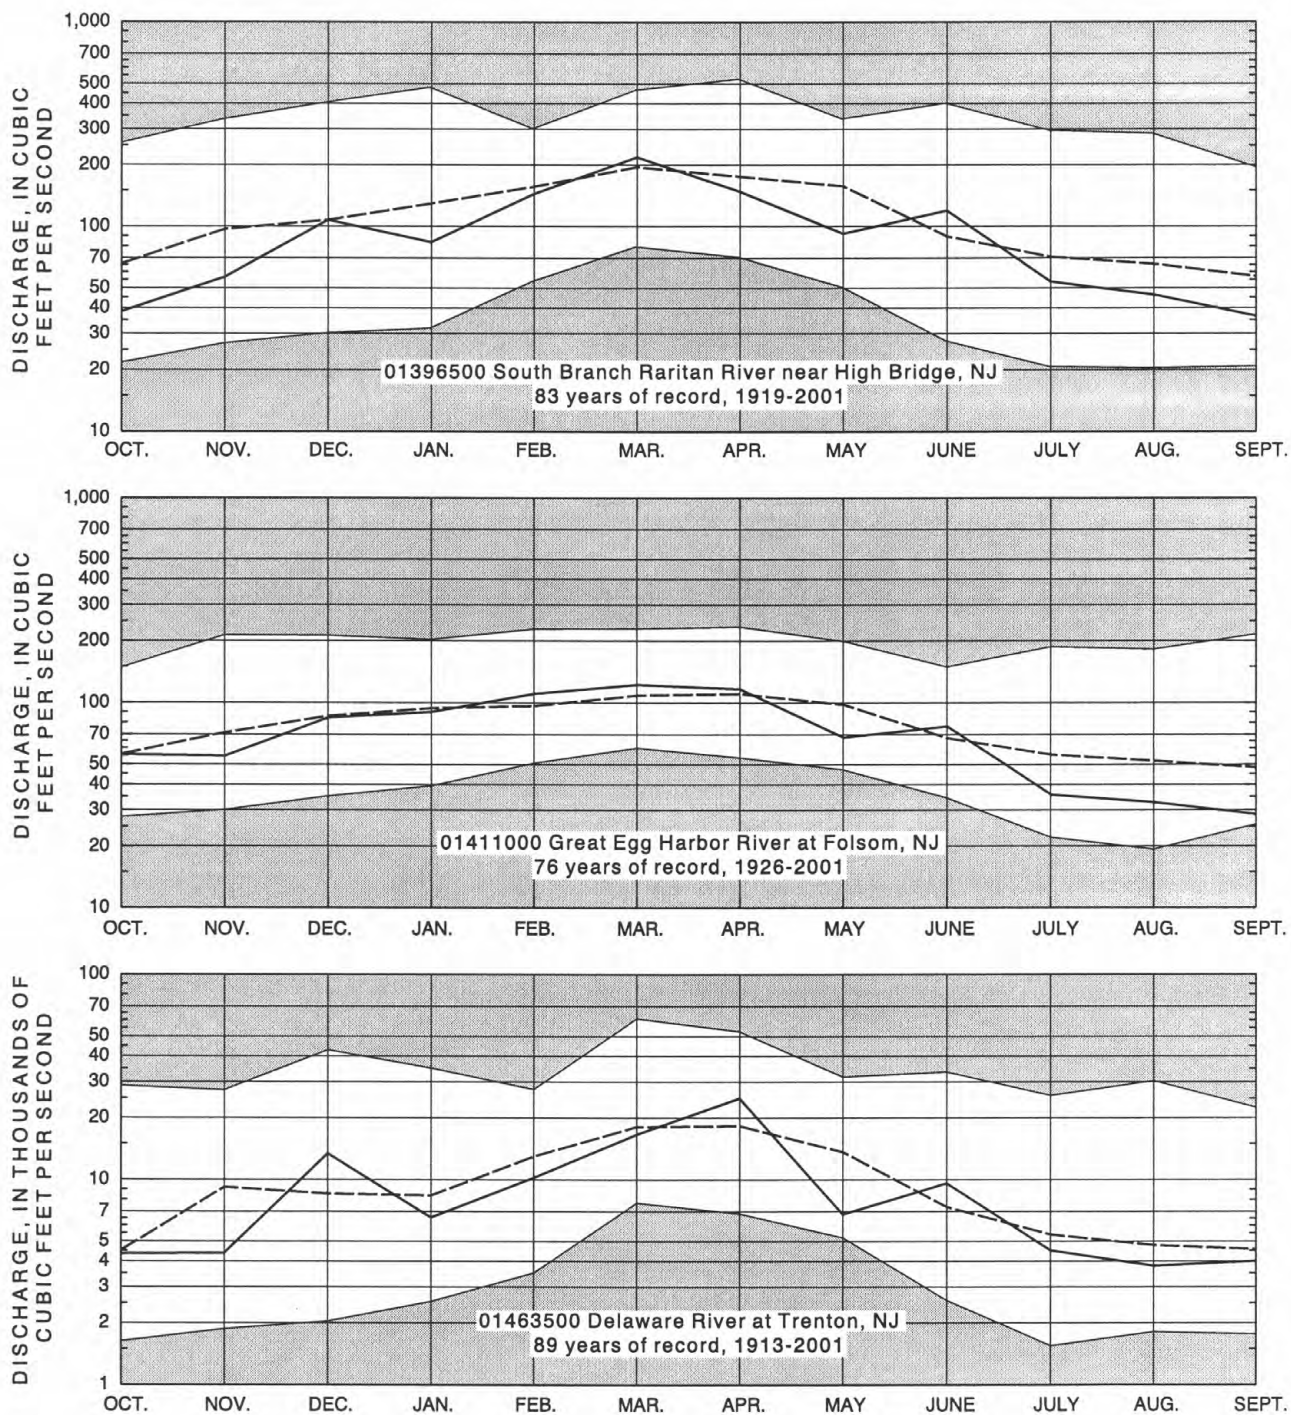 DISCHARGE, IN CUBIC
FEET PER SECOND
1,000
700
500
400
300
200
100
70
50
40
30
20
10
01396500 South Branch Raritan River near High Bridge, NJ
83 years of record, 1919-2001
OCT. NOV. DEC. JAN. FEB. MAR. APR. MAY JUNE JULY AUG. SEPT.
DISCHARGE, IN CUBIC
FEET PER SECOND
1,000
700
500
400
300
200
100
70
50
40
30
20
10
01411000 Great Egg Harbor River at Folsom, NJ
76 years of record, 1926-2001
OCT. NOV. DEC. JAN. FEB. MAR. APR. MAY JUNE JULY AUG. SEPT.
DISCHARGE, IN THOUSANDS OF
CUBIC FEET PER SECOND
100
70
50
40
30
20
10
7
5
4
3
2
1
01463500 Delaware River at Trenton, NJ
89 years of record, 1913-2001
OCT. NOV. DEC. JAN. FEB. MAR. APR. MAY JUNE JULY AUG. SEPT.